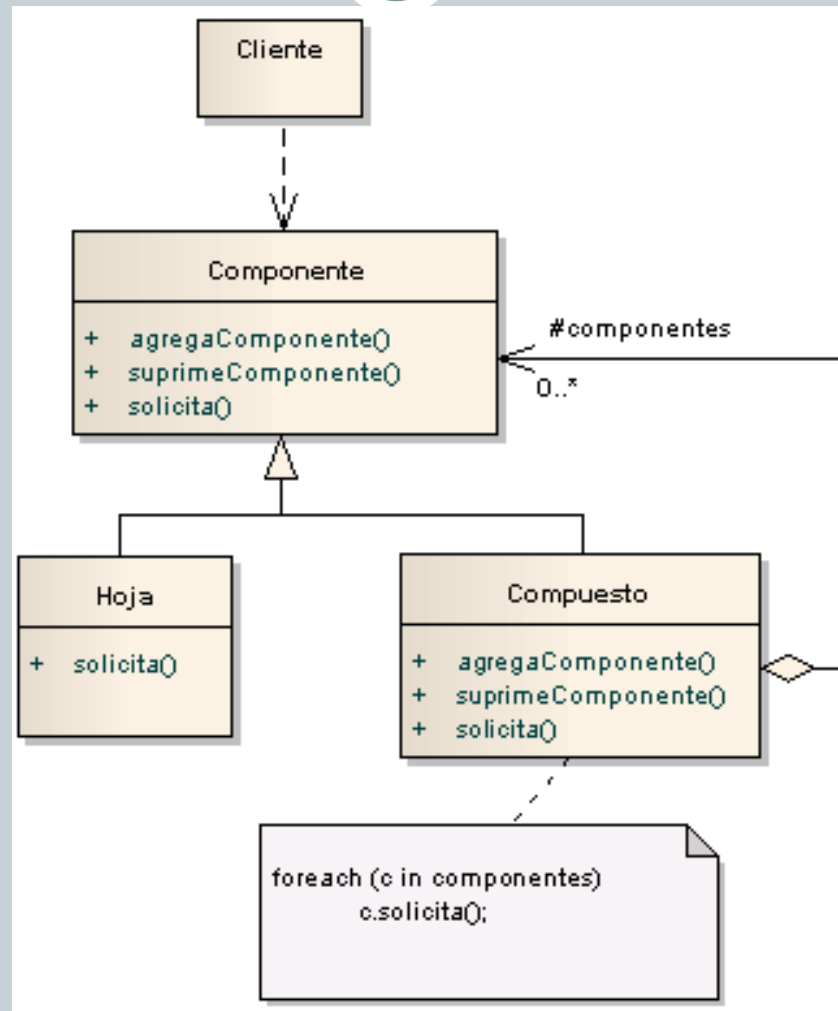 Cliente
Componente
+ agregaComponente()
+ suprimeComponente()
+ solicita()
#componentes
0..*
Hoja
+ solicita()
Compuesto
+ agregaComponente()
+ suprimeComponente()
+ solicita()
foreach (c in componentes)
c.solicita();